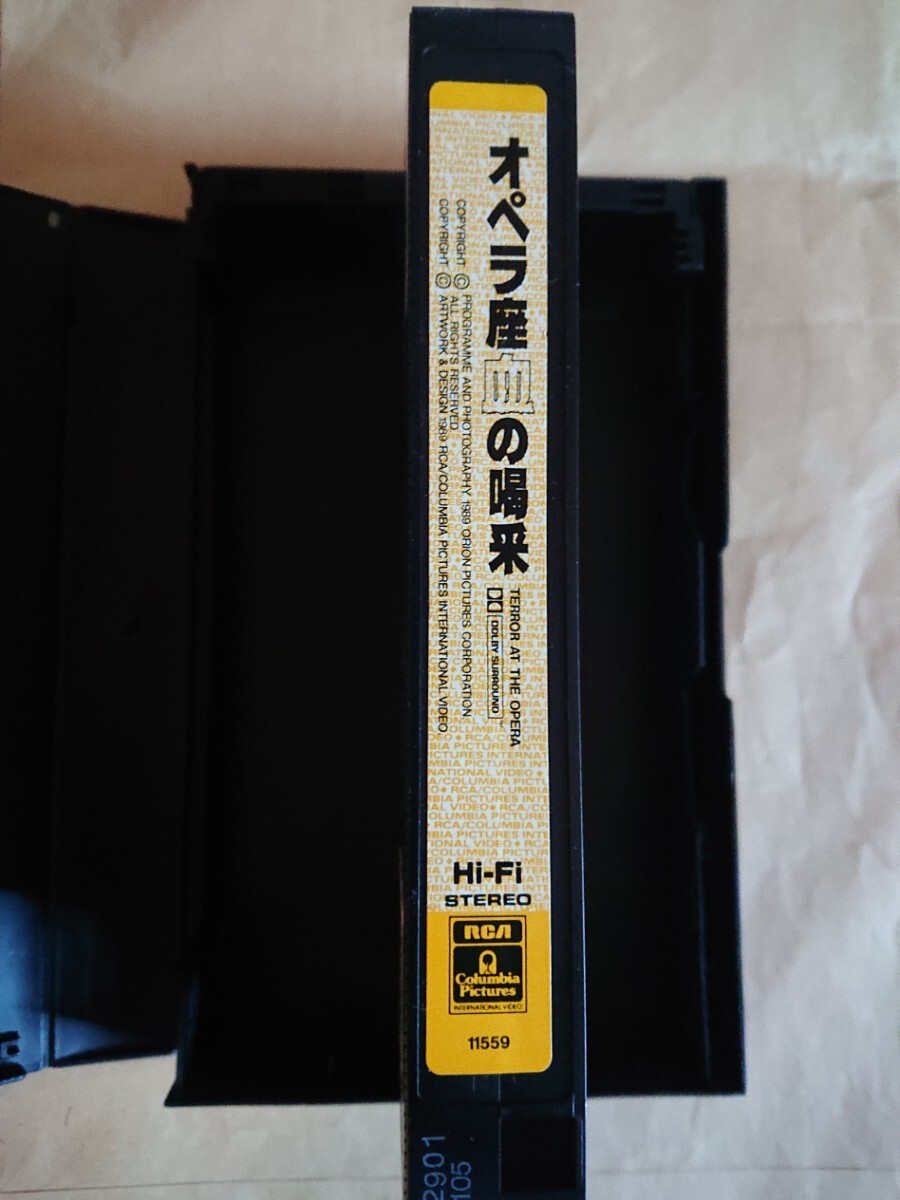 オペラ座血の喝采
TERROR AT THE OPERA
DOLBY SURROUND
COPYRIGHT © PROGRAMME AND PHOTOGRAPHY 1989 ORION PICTURES CORPORATION.
ALL RIGHTS RESERVED.
COPYRIGHT © ARTWORK & DESIGN 1989 RCA/COLUMBIA PICTURES INTERNATIONAL VIDEO
Hi-Fi
STEREO
RCA
Columbia
Pictures
INTERNATIONAL VIDEO
11559
2901
105